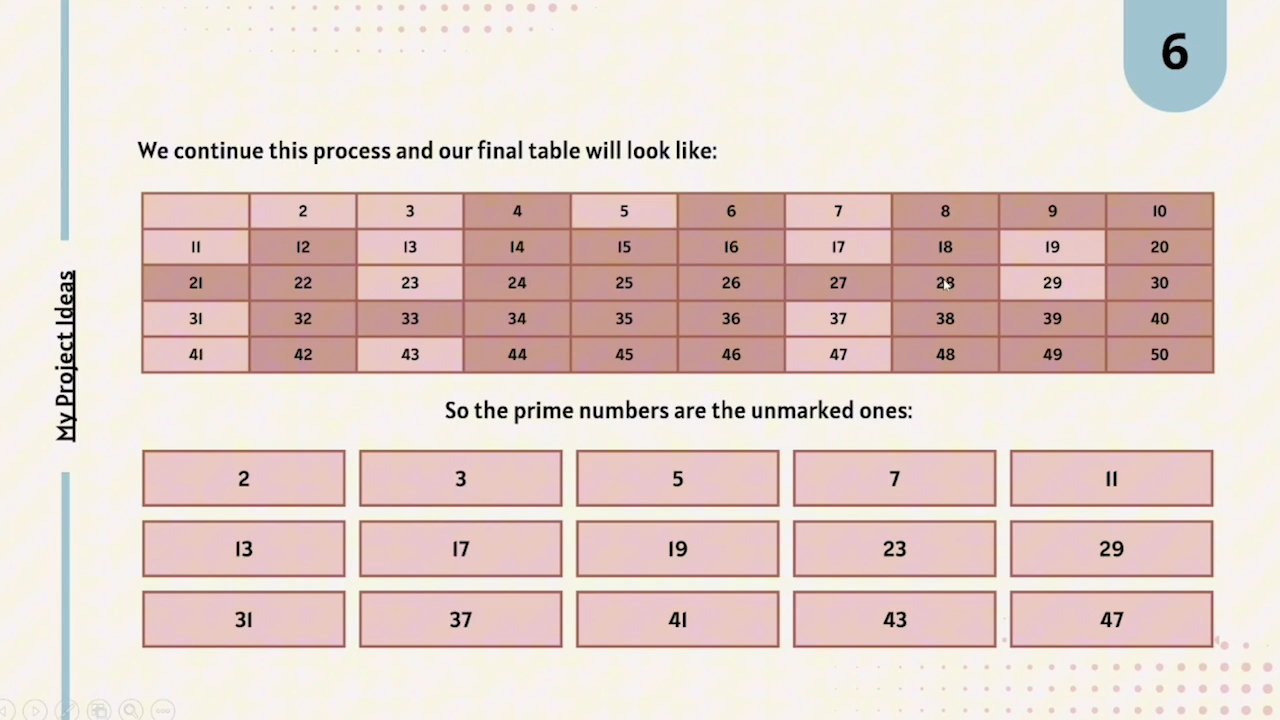 6
My Project Ideas
We continue this process and our final table will look like:
2 3 4 5 6 7 8 9 10
11 12 13 14 15 16 17 18 19 20
21 22 23 24 25 26 27 28 29 30
31 32 33 34 35 36 37 38 39 40
41 42 43 44 45 46 47 48 49 50
So the prime numbers are the unmarked ones:
2 3 5 7 11
13 17 19 23 29
31 37 41 43 47